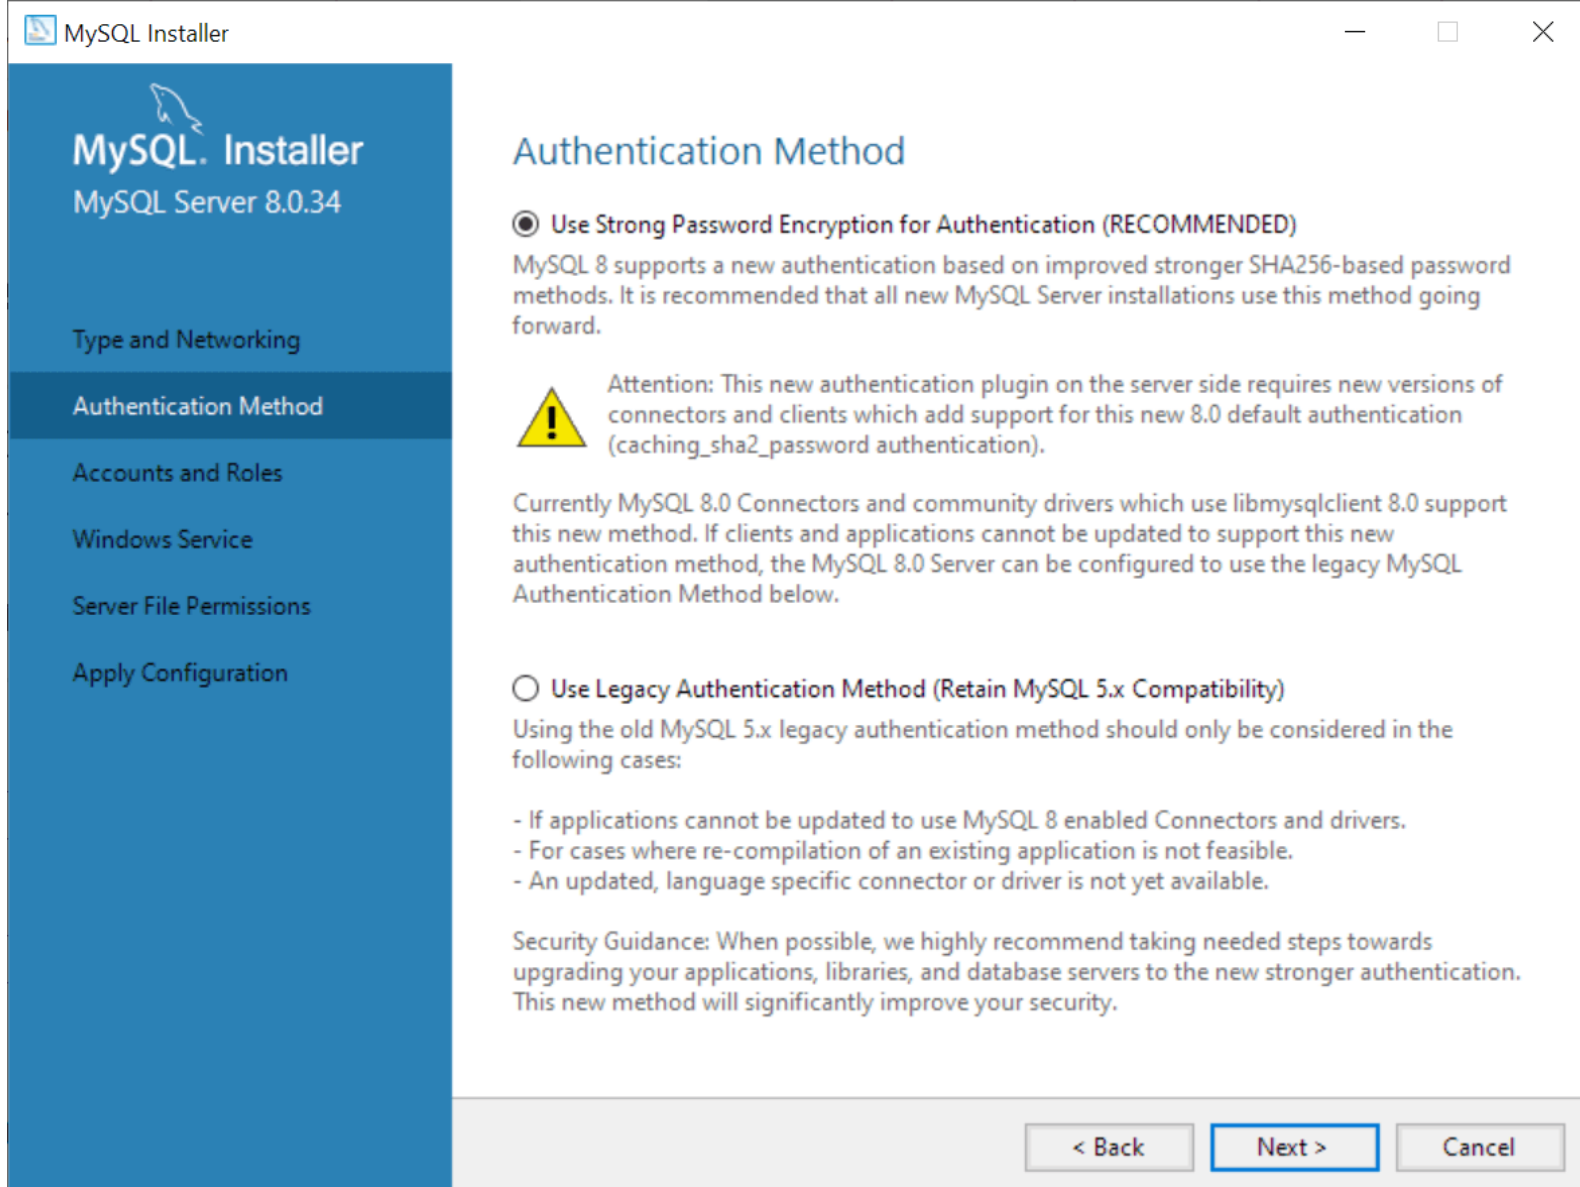 MySQL Installer
MySQL. Installer
MySQL Server 8.0.34
Type and Networking
Authentication Method
Accounts and Roles
Windows Service
Server File Permissions
Apply Configuration
Authentication Method
Use Strong Password Encryption for Authentication (RECOMMENDED)
MySQL 8 supports a new authentication based on improved stronger SHA256-based password
methods. It is recommended that all new MySQL Server installations use this method going
forward.
Attention: This new authentication plugin on the server side requires new versions of
connectors and clients which add support for this new 8.0 default authentication
(caching_sha2_password authentication).
Currently MySQL 8.0 Connectors and community drivers which use libmysqlclient 8.0 support
this new method. If clients and applications cannot be updated to support this new
authentication method, the MySQL 8.0 Server can be configured to use the legacy MySQL
Authentication Method below.
Use Legacy Authentication Method (Retain MySQL 5.x Compatibility)
Using the old MySQL 5.x legacy authentication method should only be considered in the
following cases:
- If applications cannot be updated to use MySQL 8 enabled Connectors and drivers.
- For cases where re-compilation of an existing application is not feasible.
- An updated, language specific connector or driver is not yet available.
Security Guidance: When possible, we highly recommend taking needed steps towards
upgrading your applications, libraries, and database servers to the new stronger authentication.
This new method will significantly improve your security.
< Back
Next >
Cancel